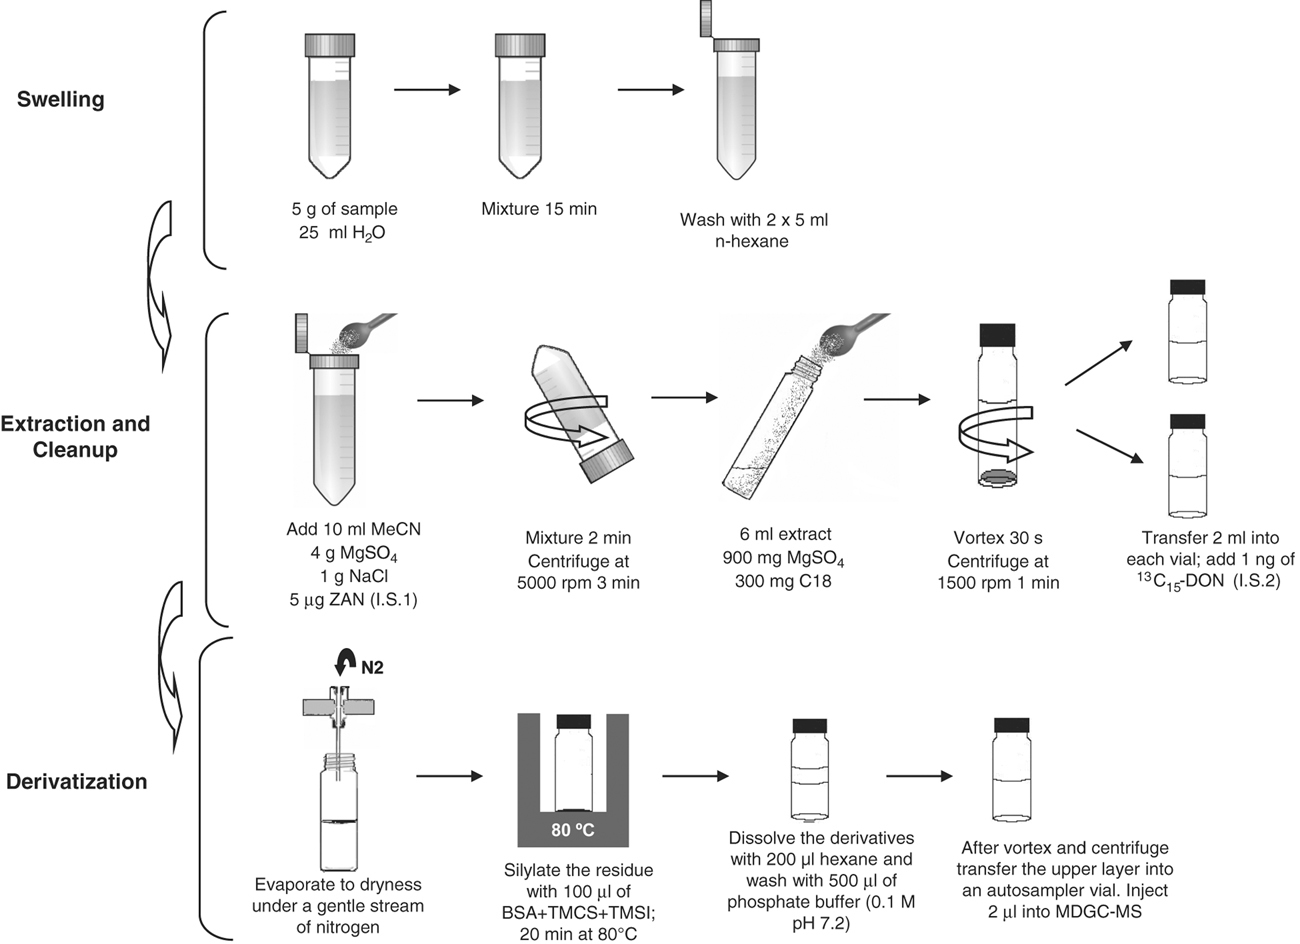 Swelling
5 g of sample
25 ml H₂O
Mixture 15 min
Wash with 2 x 5 ml
n-hexane
Extraction and
Cleanup
Add 10 ml MeCN
4 g MgSO₄
1 g NaCl
5 µg ZAN (I.S.1)
Mixture 2 min
Centrifuge at
5000 rpm 3 min
6 ml extract
900 mg MgSO₄
300 mg C18
Vortex 30 s
Centrifuge at
1500 rpm 1 min
Transfer 2 ml into
each vial; add 1 ng of
¹³C₁₅-DON (I.S.2)
Derivatization
N2
Evaporate to dryness
under a gentle stream
of nitrogen
80 ºC
Silylate the residue
with 100 µl of
BSA+TMCS+TMSI;
20 min at 80°C
Dissolve the derivatives
with 200 µl hexane and
wash with 500 µl of
phosphate buffer (0.1 M
pH 7.2)
After vortex and centrifuge
transfer the upper layer into
an autosampler vial. Inject
2 µl into MDGC-MS